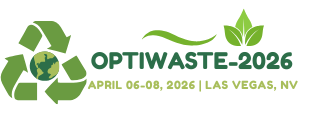 OPTIWASTE-2026
APRIL 06-08, 2026 | LAS VEGAS, NV